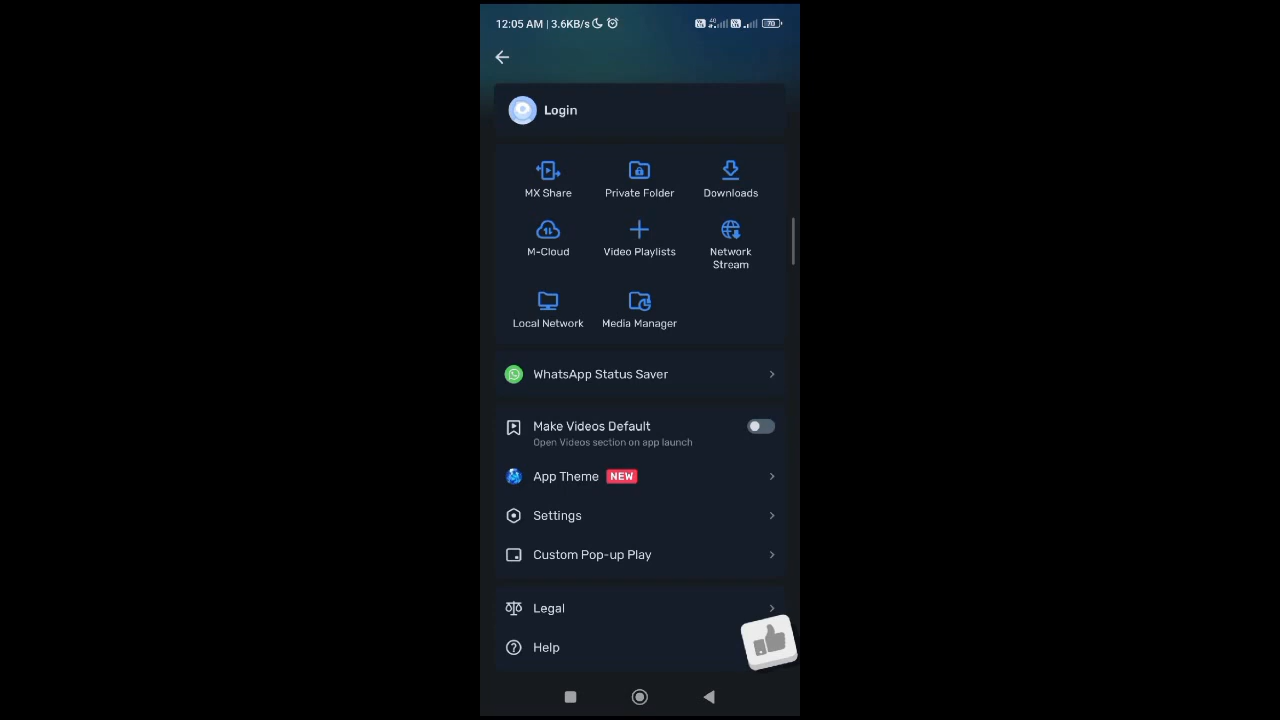 12:05 AM | 3.6KB/s
4G
70
Login
MX Share
Private Folder
Downloads
M-Cloud
Video Playlists
Network
Stream
Local Network
Media Manager
WhatsApp Status Saver
Make Videos Default
Open Videos section on app launch
App Theme NEW
Settings
Custom Pop-up Play
Legal
Help